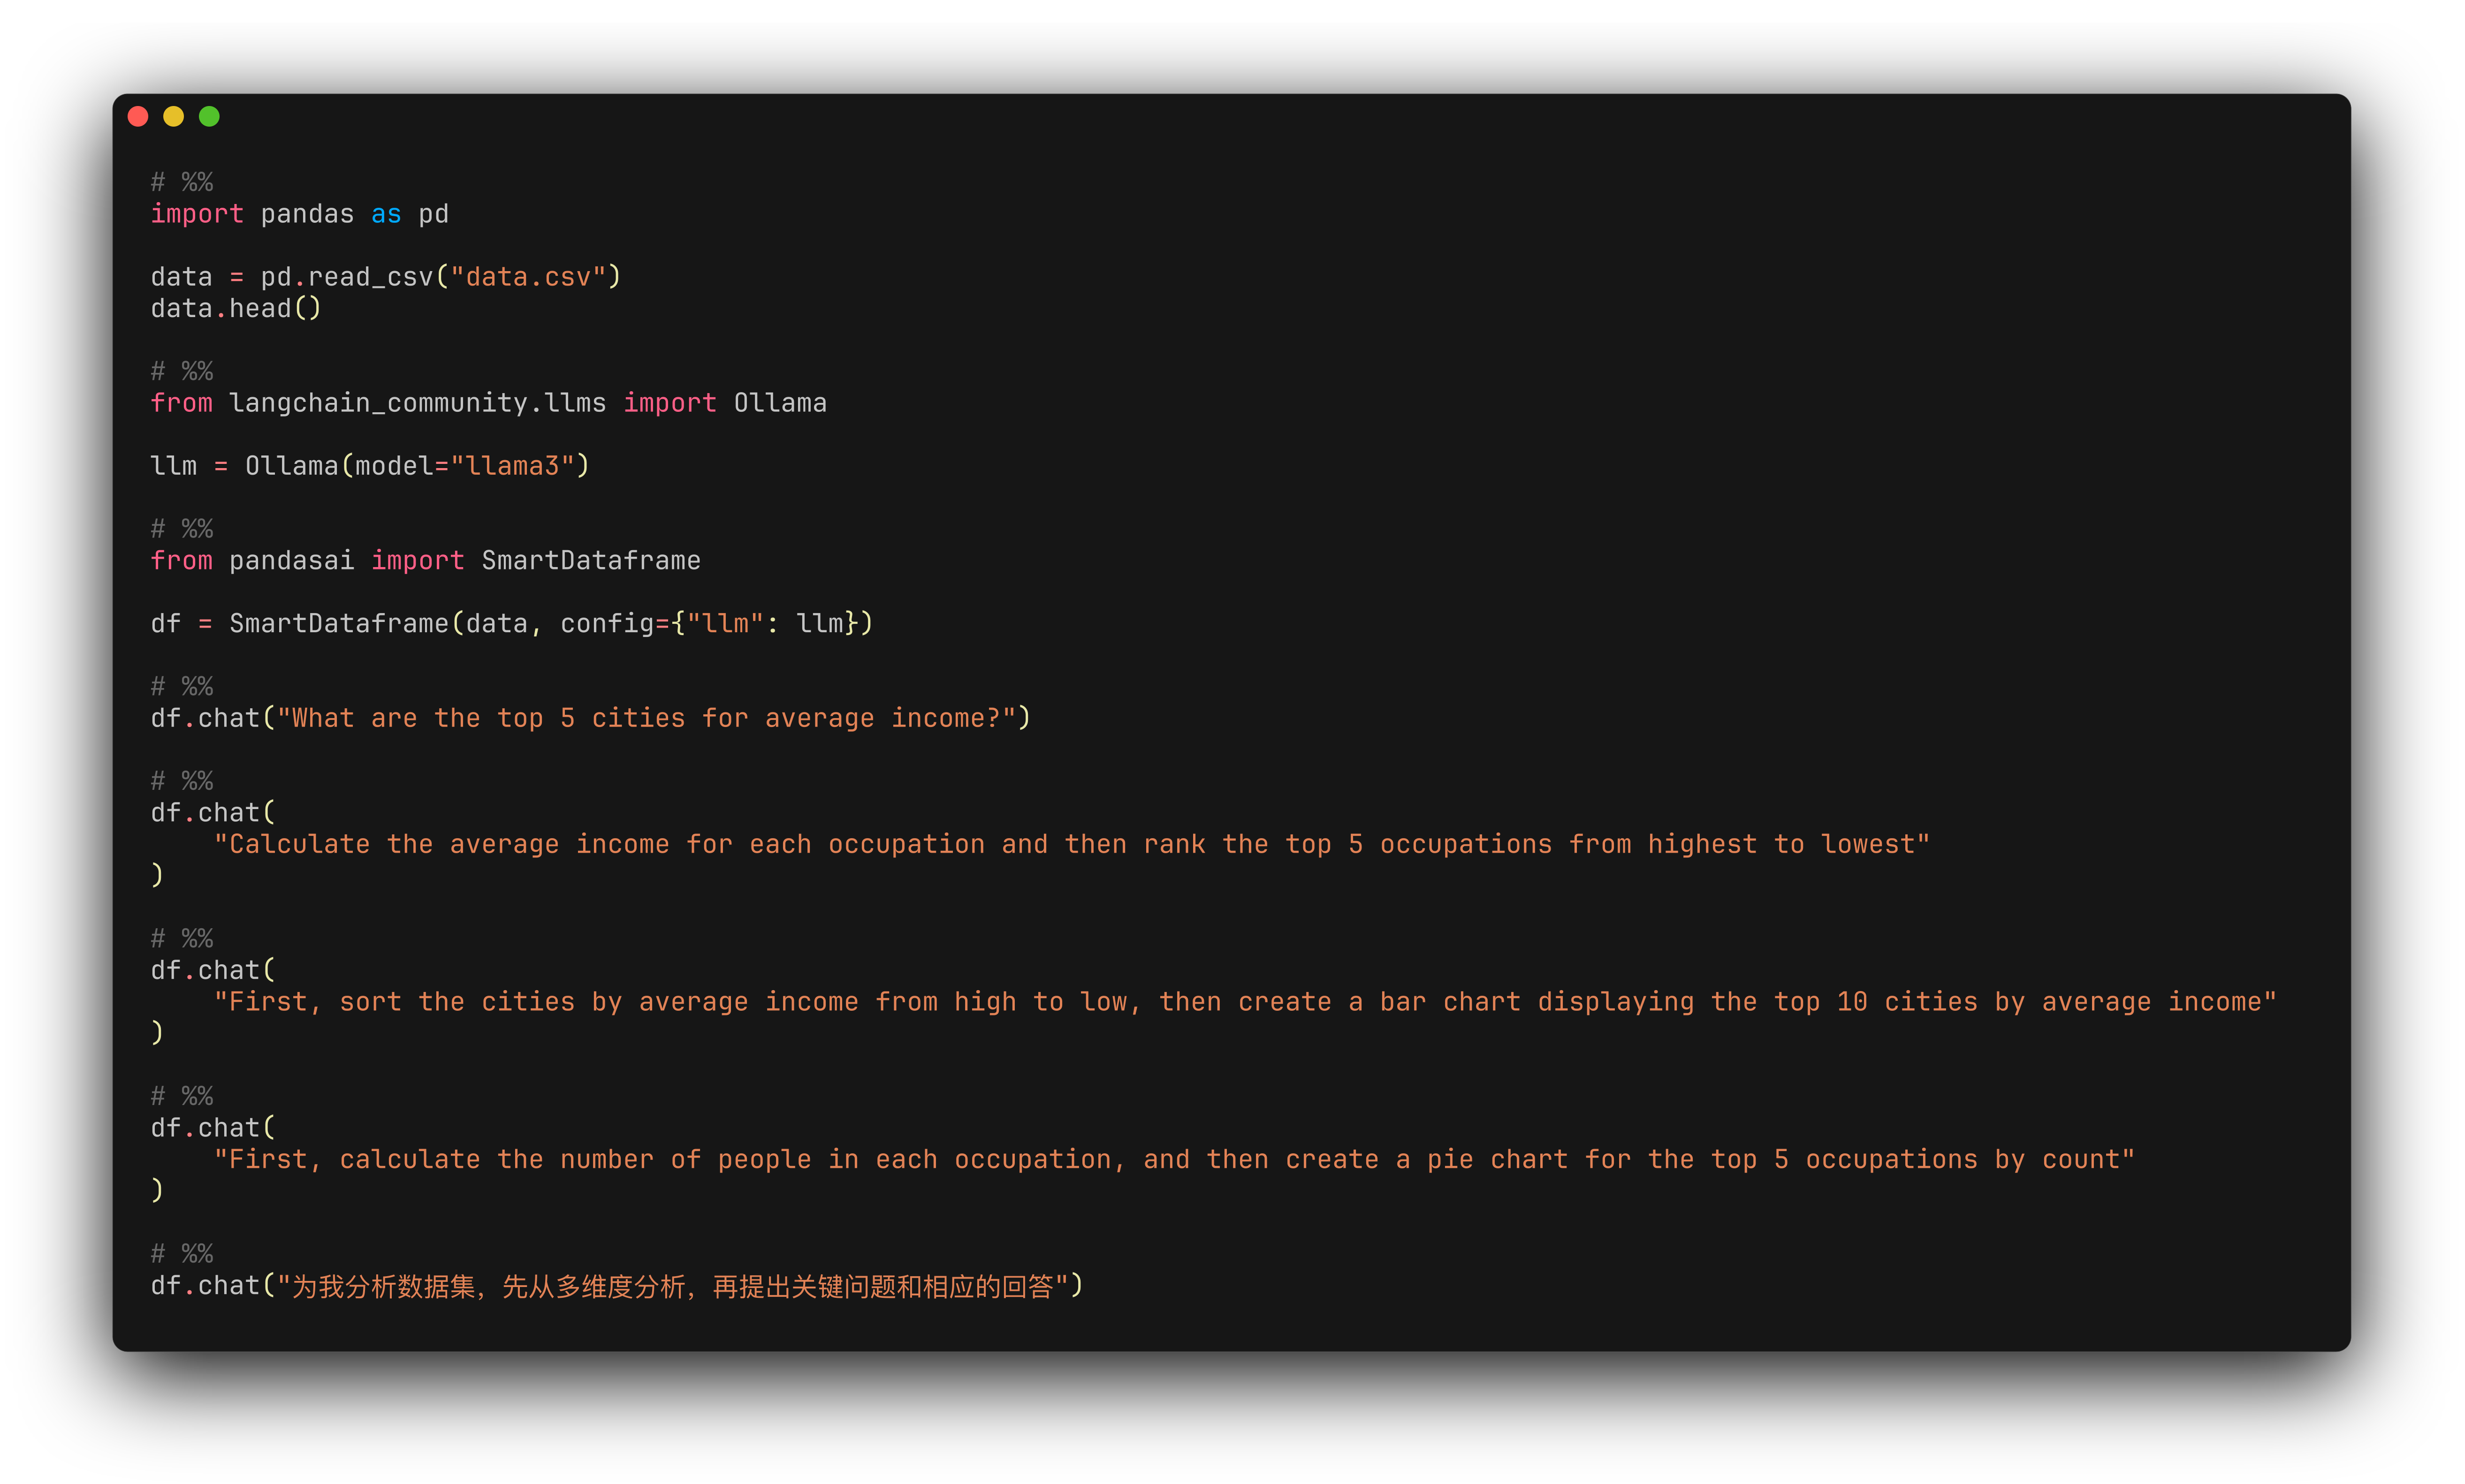 # %%
import pandas as pd
data = pd.read_csv("data.csv")
data.head()
# %%
from langchain_community.llms import Ollama
llm = Ollama(model="llama3")
# %%
from pandasai import SmartDataframe
df = SmartDataframe(data, config={"llm": llm})
# %%
df.chat("What are the top 5 cities for average income?")
# %%
df.chat(
    "Calculate the average income for each occupation and then rank the top 5 occupations from highest to lowest"
)
# %%
df.chat(
    "First, sort the cities by average income from high to low, then create a bar chart displaying the top 10 cities by average income"
)
# %%
df.chat(
    "First, calculate the number of people in each occupation, and then create a pie chart for the top 5 occupations by count"
)
# %%
df.chat("为我分析数据集，先从多维度分析，再提出关键问题和相应的回答")